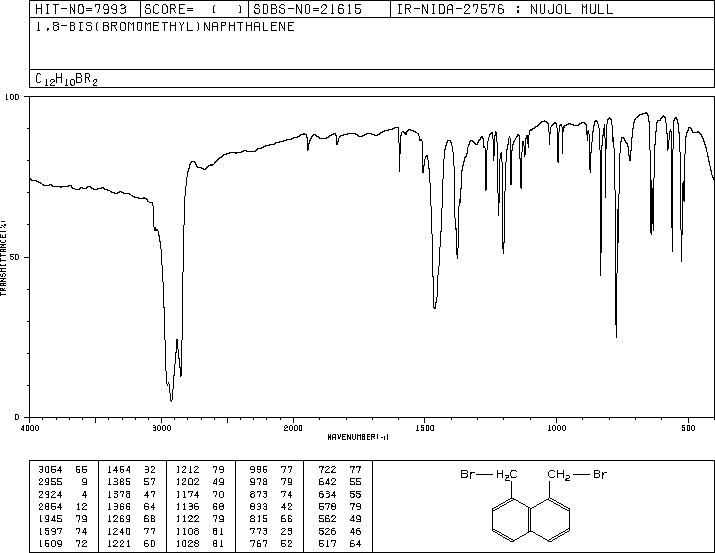 HIT-NO=7993 SCORE= ( ) SDBS-NO=21615 IR-NIDA-27576 : NUJOL MULL
1,8-BIS(BROMOMETHYL)NAPHTHALENE
C12H10BR2
100
50
0
TRANSMITTANCE(%)
4000 3000 2000 1500 1000 500
WAVENUMBER(-1)
3064 66 1464 32 1212 79 996 77 722 77
2955 9 1385 57 1202 49 978 79 642 55
2924 4 1378 47 1174 70 873 74 634 55
2854 12 1366 64 1136 68 833 42 578 79
1945 79 1269 68 1122 79 815 66 562 49
1597 74 1240 77 1108 81 773 23 526 46
1509 72 1221 60 1028 81 767 52 517 64
Br H2C CH2 Br